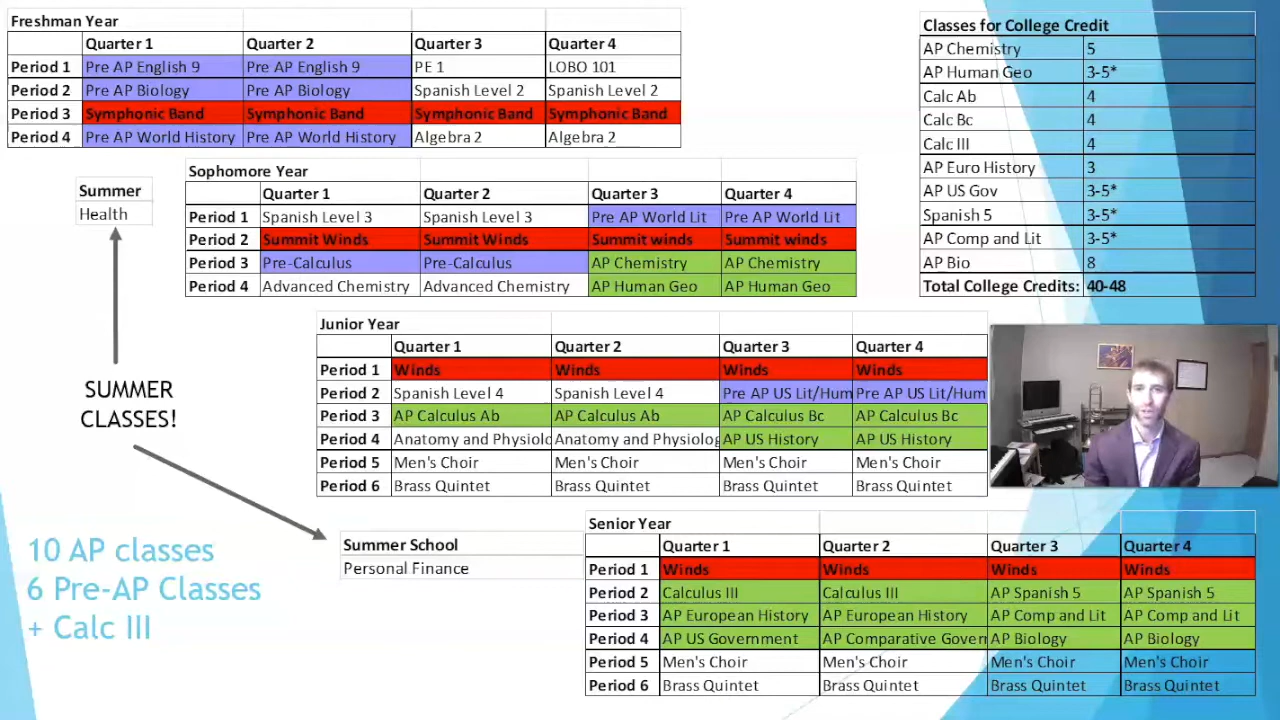 Freshman Year
Quarter 1 Quarter 2 Quarter 3 Quarter 4
Period 1 Pre AP English 9 Pre AP English 9 PE 1 LOBO 101
Period 2 Pre AP Biology Pre AP Biology Spanish Level 2 Spanish Level 2
Period 3 Symphonic Band Symphonic Band Symphonic Band Symphonic Band
Period 4 Pre AP World History Pre AP World History Algebra 2 Algebra 2
Classes for College Credit
AP Chemistry 5
AP Human Geo 3-5*
Calc Ab 4
Calc Bc 4
Calc III 4
AP Euro History 3
AP US Gov 3-5*
Spanish 5 3-5*
AP Comp and Lit 3-5*
AP Bio 8
Total College Credits: 40-48
Summer
Health
Sophomore Year
Quarter 1 Quarter 2 Quarter 3 Quarter 4
Period 1 Spanish Level 3 Spanish Level 3 Pre AP World Lit Pre AP World Lit
Period 2 Summit Winds Summit Winds Summit winds Summit winds
Period 3 Pre-Calculus Pre-Calculus AP Chemistry AP Chemistry
Period 4 Advanced Chemistry Advanced Chemistry AP Human Geo AP Human Geo
SUMMER
CLASSES!
Junior Year
Quarter 1 Quarter 2 Quarter 3 Quarter 4
Period 1 Winds Winds Winds Winds
Period 2 Spanish Level 4 Spanish Level 4 Pre AP US Lit/Hum Pre AP US Lit/Hum
Period 3 AP Calculus Ab AP Calculus Ab AP Calculus Bc AP Calculus Bc
Period 4 Anatomy and Physiolo Anatomy and Physiolog AP US History AP US History
Period 5 Men's Choir Men's Choir Men's Choir Men's Choir
Period 6 Brass Quintet Brass Quintet Brass Quintet Brass Quintet
Summer School
Personal Finance
Senior Year
Quarter 1 Quarter 2 Quarter 3 Quarter 4
Period 1 Winds Winds Winds Winds
Period 2 Calculus III Calculus III AP Spanish 5 AP Spanish 5
Period 3 AP European History AP European History AP Comp and Lit AP Comp and Lit
Period 4 AP US Government AP Comparative Govern AP Biology AP Biology
Period 5 Men's Choir Men's Choir Men's Choir Men's Choir
Period 6 Brass Quintet Brass Quintet Brass Quintet Brass Quintet
10 AP classes
6 Pre-AP Classes
+ Calc III